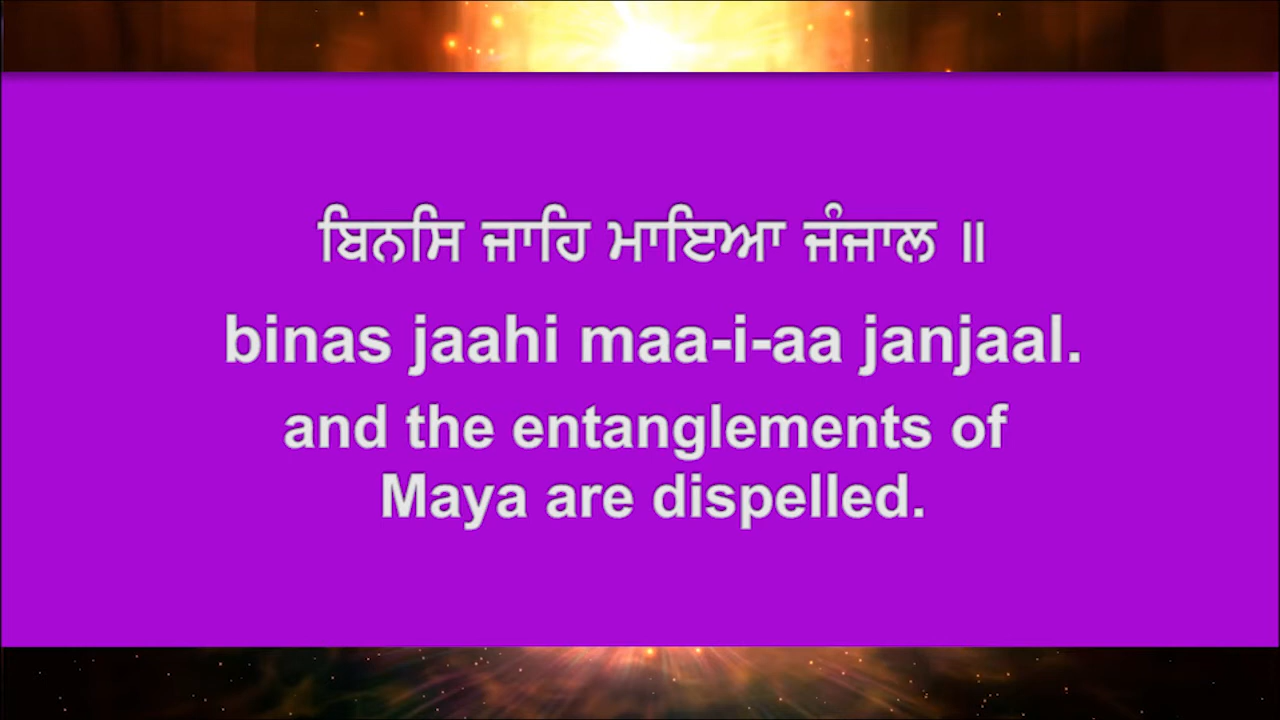 ਬਿਨਸਿ ਜਾਹਿ ਮਾਇਆ ਜੰਜਾਲ ॥
binas jaahi maa-i-aa janjaal.
and the entanglements of
Maya are dispelled.